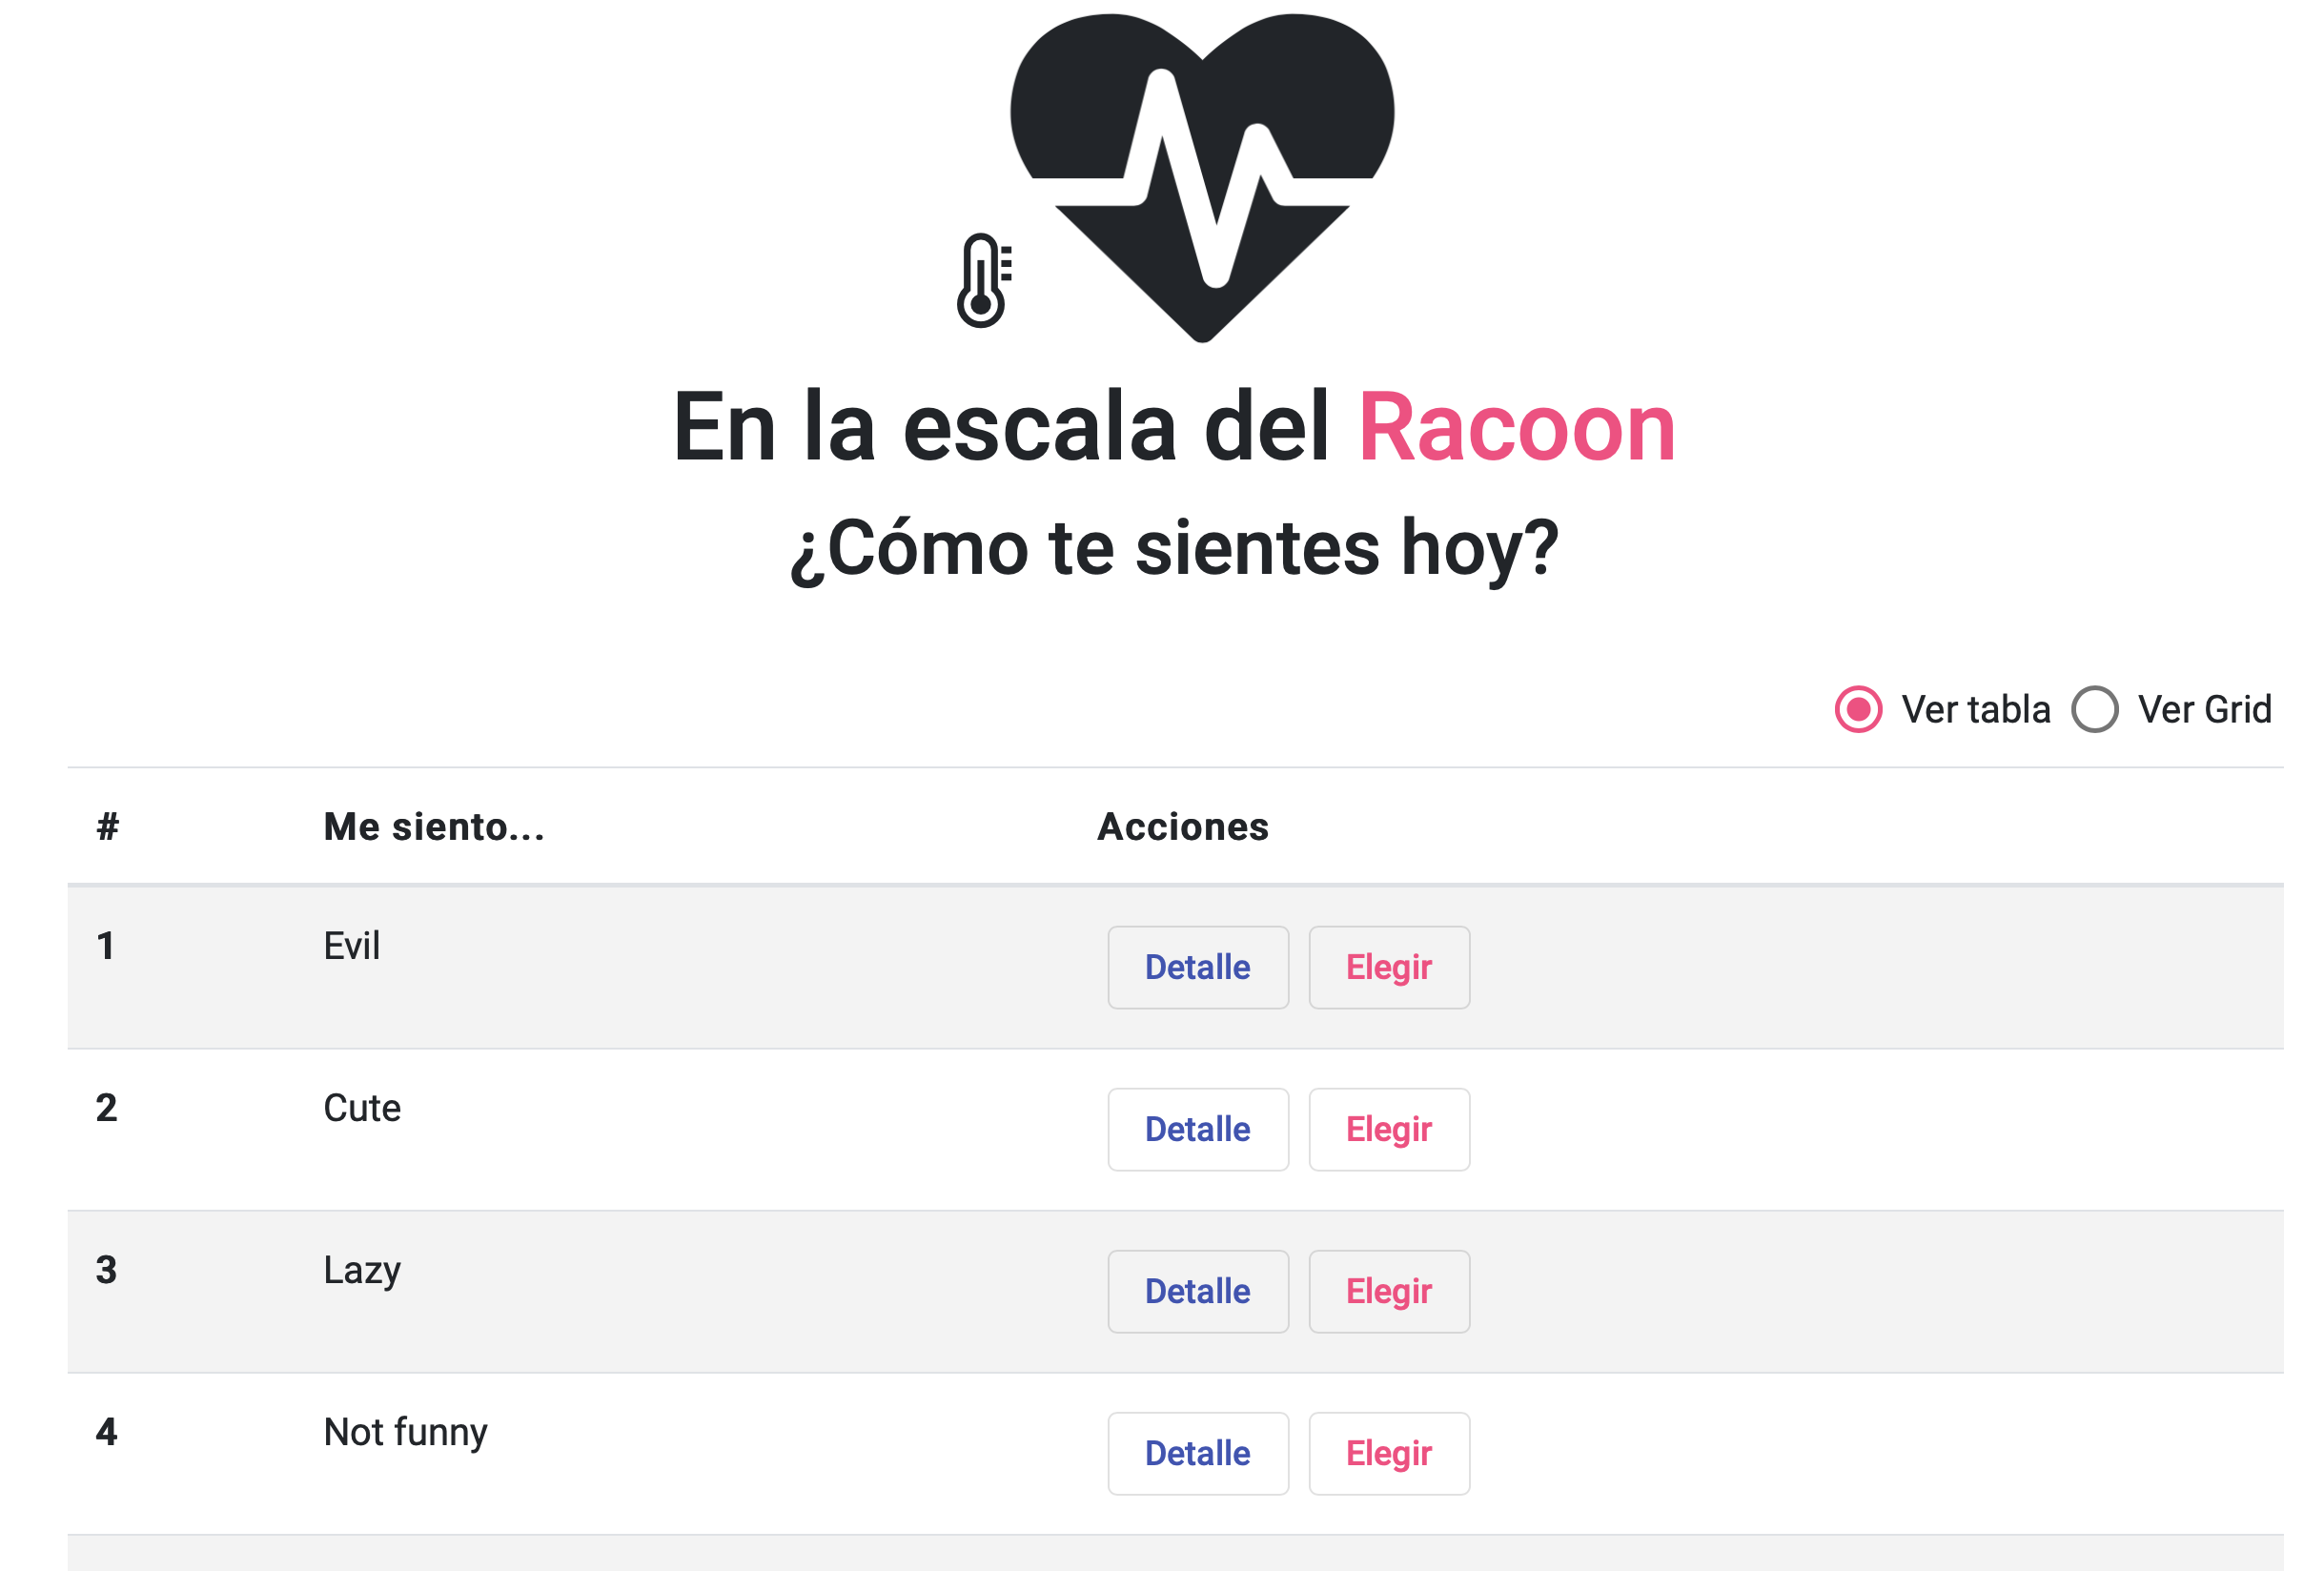 En la escala del Racoon
¿Cómo te sientes hoy?
Ver tabla Ver Grid
# Me siento... Acciones
1 Evil Detalle Elegir
2 Cute Detalle Elegir
3 Lazy Detalle Elegir
4 Not funny Detalle Elegir